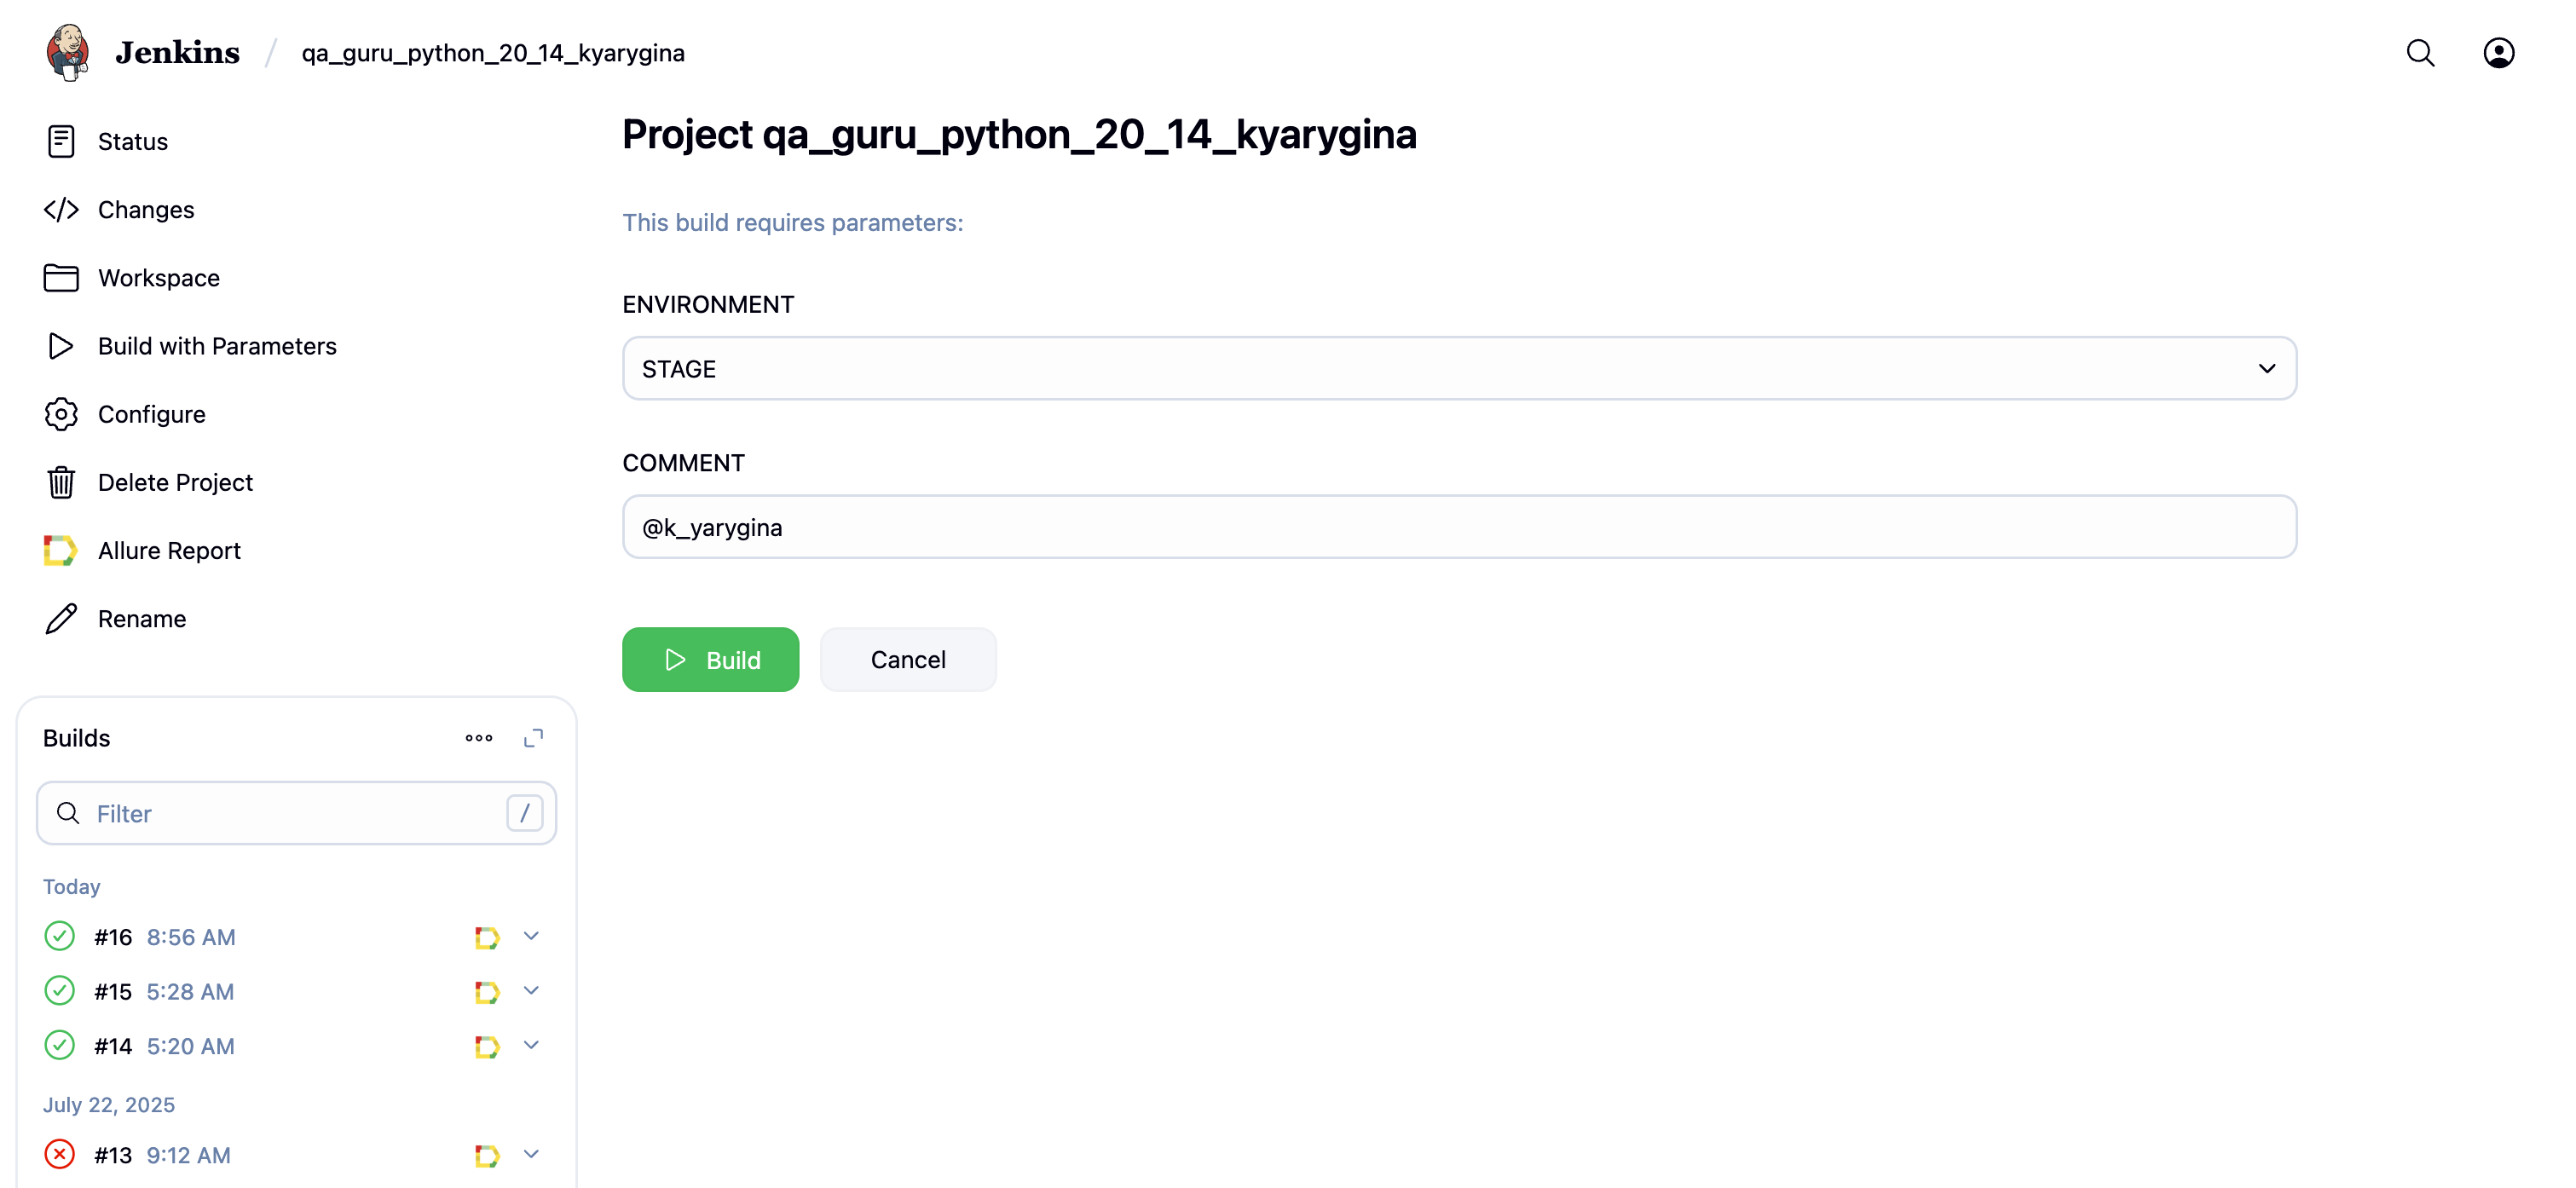 Jenkins / qa_guru_python_20_14_kyarygina
Status
Changes
Workspace
Build with Parameters
Configure
Delete Project
Allure Report
Rename
Builds
Filter /
Today
#16 8:56 AM
#15 5:28 AM
#14 5:20 AM
July 22, 2025
#13 9:12 AM
Project qa_guru_python_20_14_kyarygina
This build requires parameters:
ENVIRONMENT
STAGE
COMMENT
@k_yarygina
Build Cancel